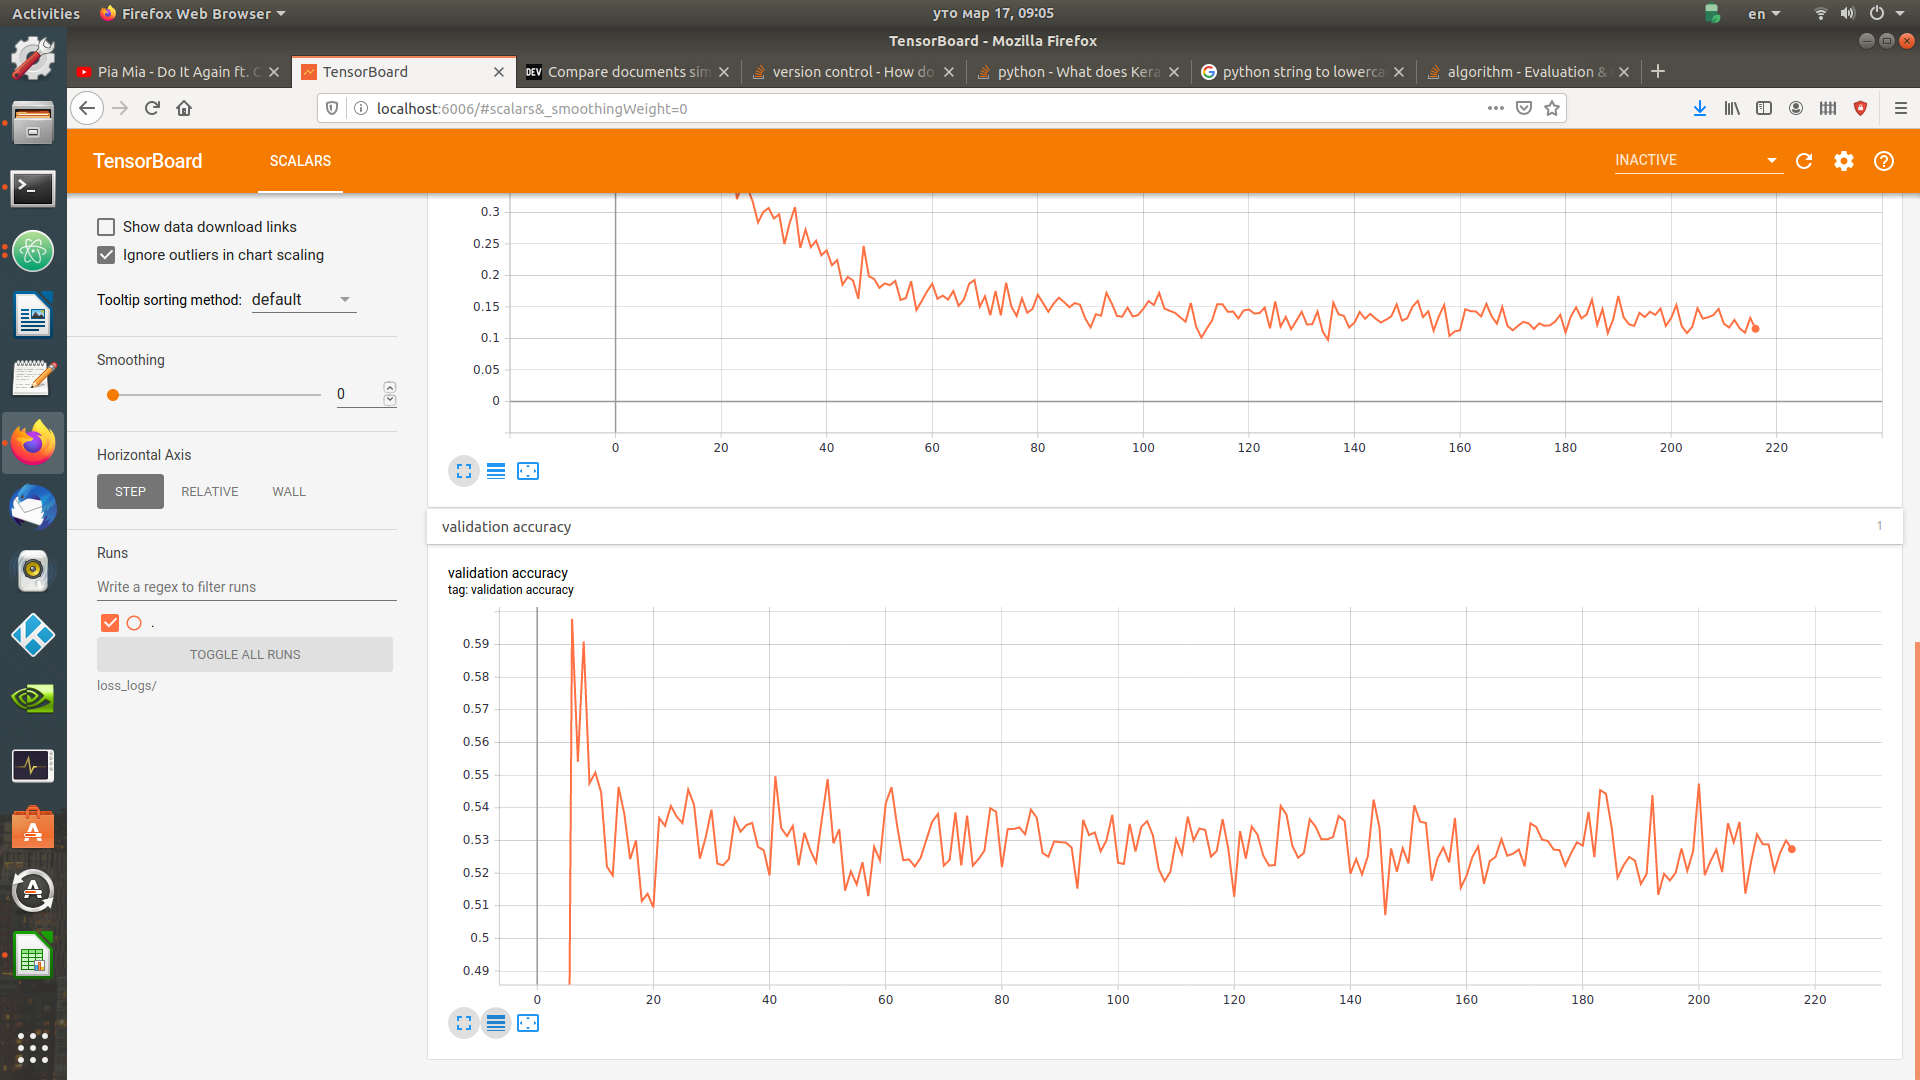 Activities
Firefox Web Browser
уто мар 17, 09:05
en
TensorBoard - Mozilla Firefox
Pia Mia - Do It Again ft. C
TensorBoard
DEV
Compare documents sim
version control - How do
python - What does Kera
python string to lowerca
algorithm - Evaluation &
localhost:6006/#scalars&_smoothingWeight=0
TensorBoard
SCALARS
INACTIVE
Show data download links
Ignore outliers in chart scaling
Tooltip sorting method: default
Smoothing
0
Horizontal Axis
STEP
RELATIVE
WALL
Runs
Write a regex to filter runs
.
TOGGLE ALL RUNS
loss_logs/
0.3
0.25
0.2
0.15
0.1
0.05
0
0 20 40 60 80 100 120 140 160 180 200 220
validation accuracy
1
validation accuracy
tag: validation accuracy
0.59
0.58
0.57
0.56
0.55
0.54
0.53
0.52
0.51
0.5
0.49
0 20 40 60 80 100 120 140 160 180 200 220